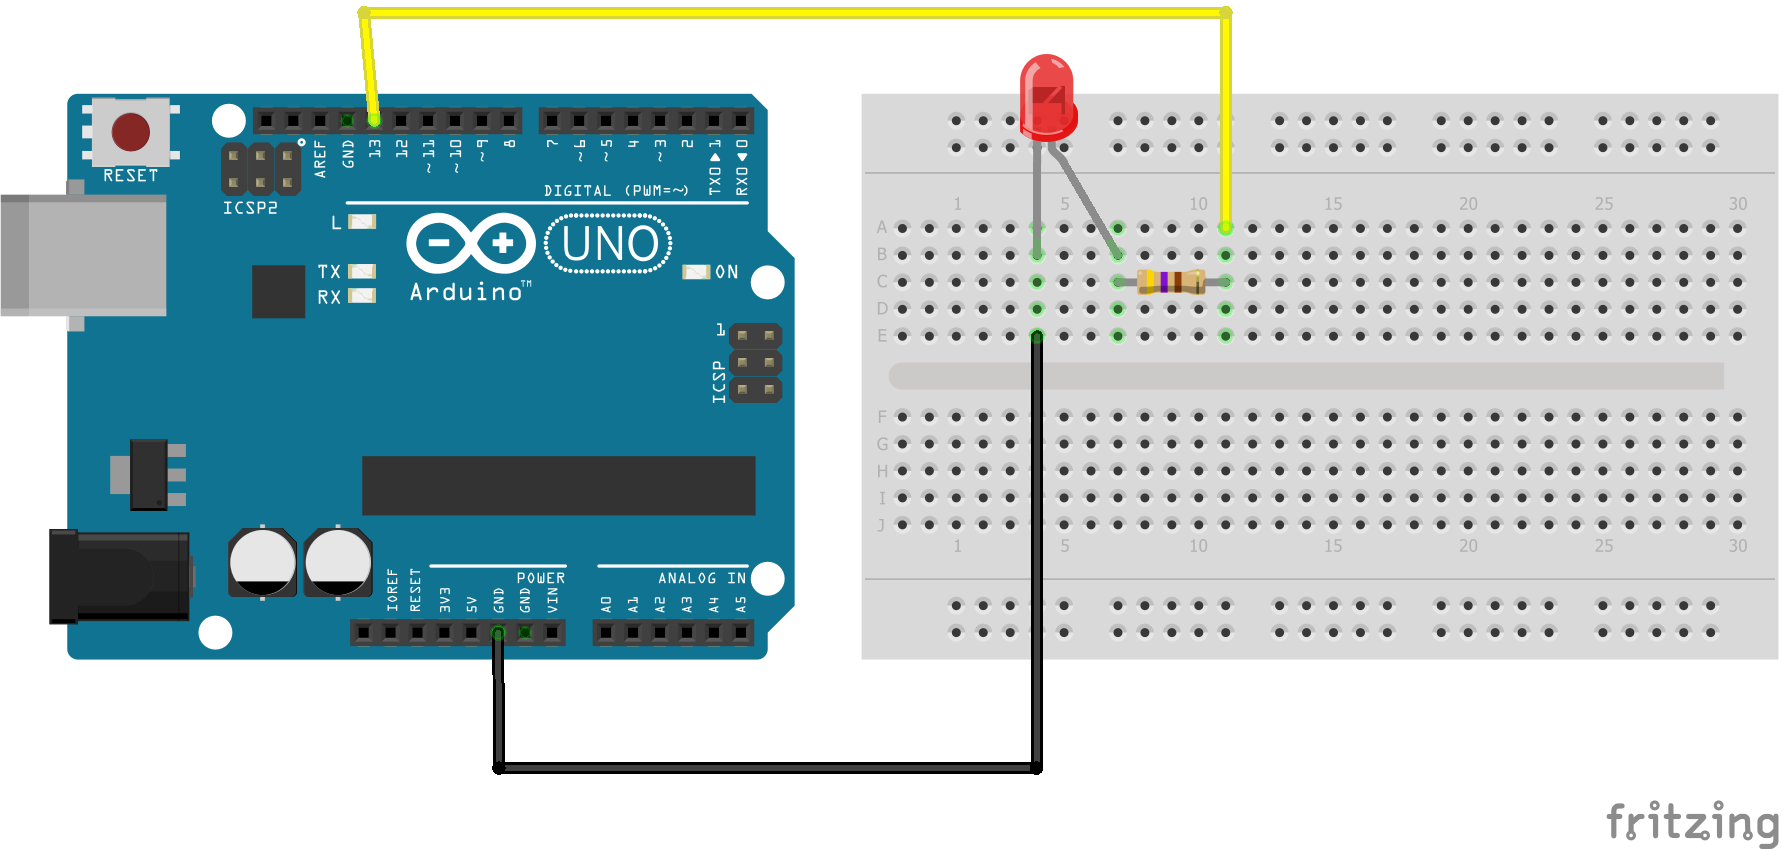 RESET
ICSP2
AREF
GND
13
12
~11
~10
~9
8
7
~6
~5
4
~3
2
TX0▶1
RX0◀0
DIGITAL (PWM=~)
L
TX
RX
UNO
ON
Arduino™
1
ICSP
IOREF
RESET
3V3
5V
GND
GND
VIN
POWER
ANALOG IN
A0
A1
A2
A3
A4
A5
1 5 10 15 20 25 30
A
B
C
D
E
F
G
H
I
J
1 5 10 15 20 25 30
fritzing